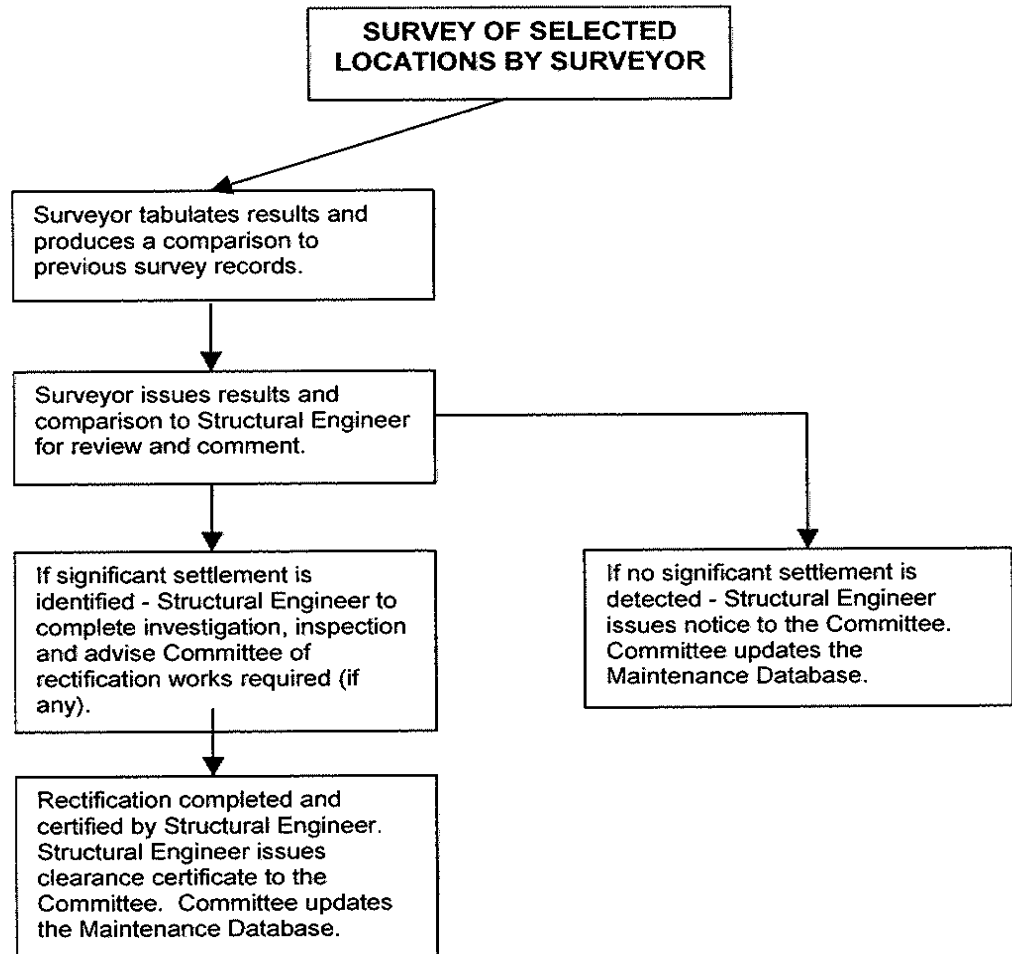 SURVEY OF SELECTED
LOCATIONS BY SURVEYOR
Surveyor tabulates results and
produces a comparison to
previous survey records.
Surveyor issues results and
comparison to Structural Engineer
for review and comment.
If significant settlement is
identified - Structural Engineer to
complete investigation, inspection
and advise Committee of
rectification works required (if
any).
If no significant settlement is
detected - Structural Engineer
issues notice to the Committee.
Committee updates the
Maintenance Database.
Rectification completed and
certified by Structural Engineer.
Structural Engineer issues
clearance certificate to the
Committee.  Committee updates
the Maintenance Database.